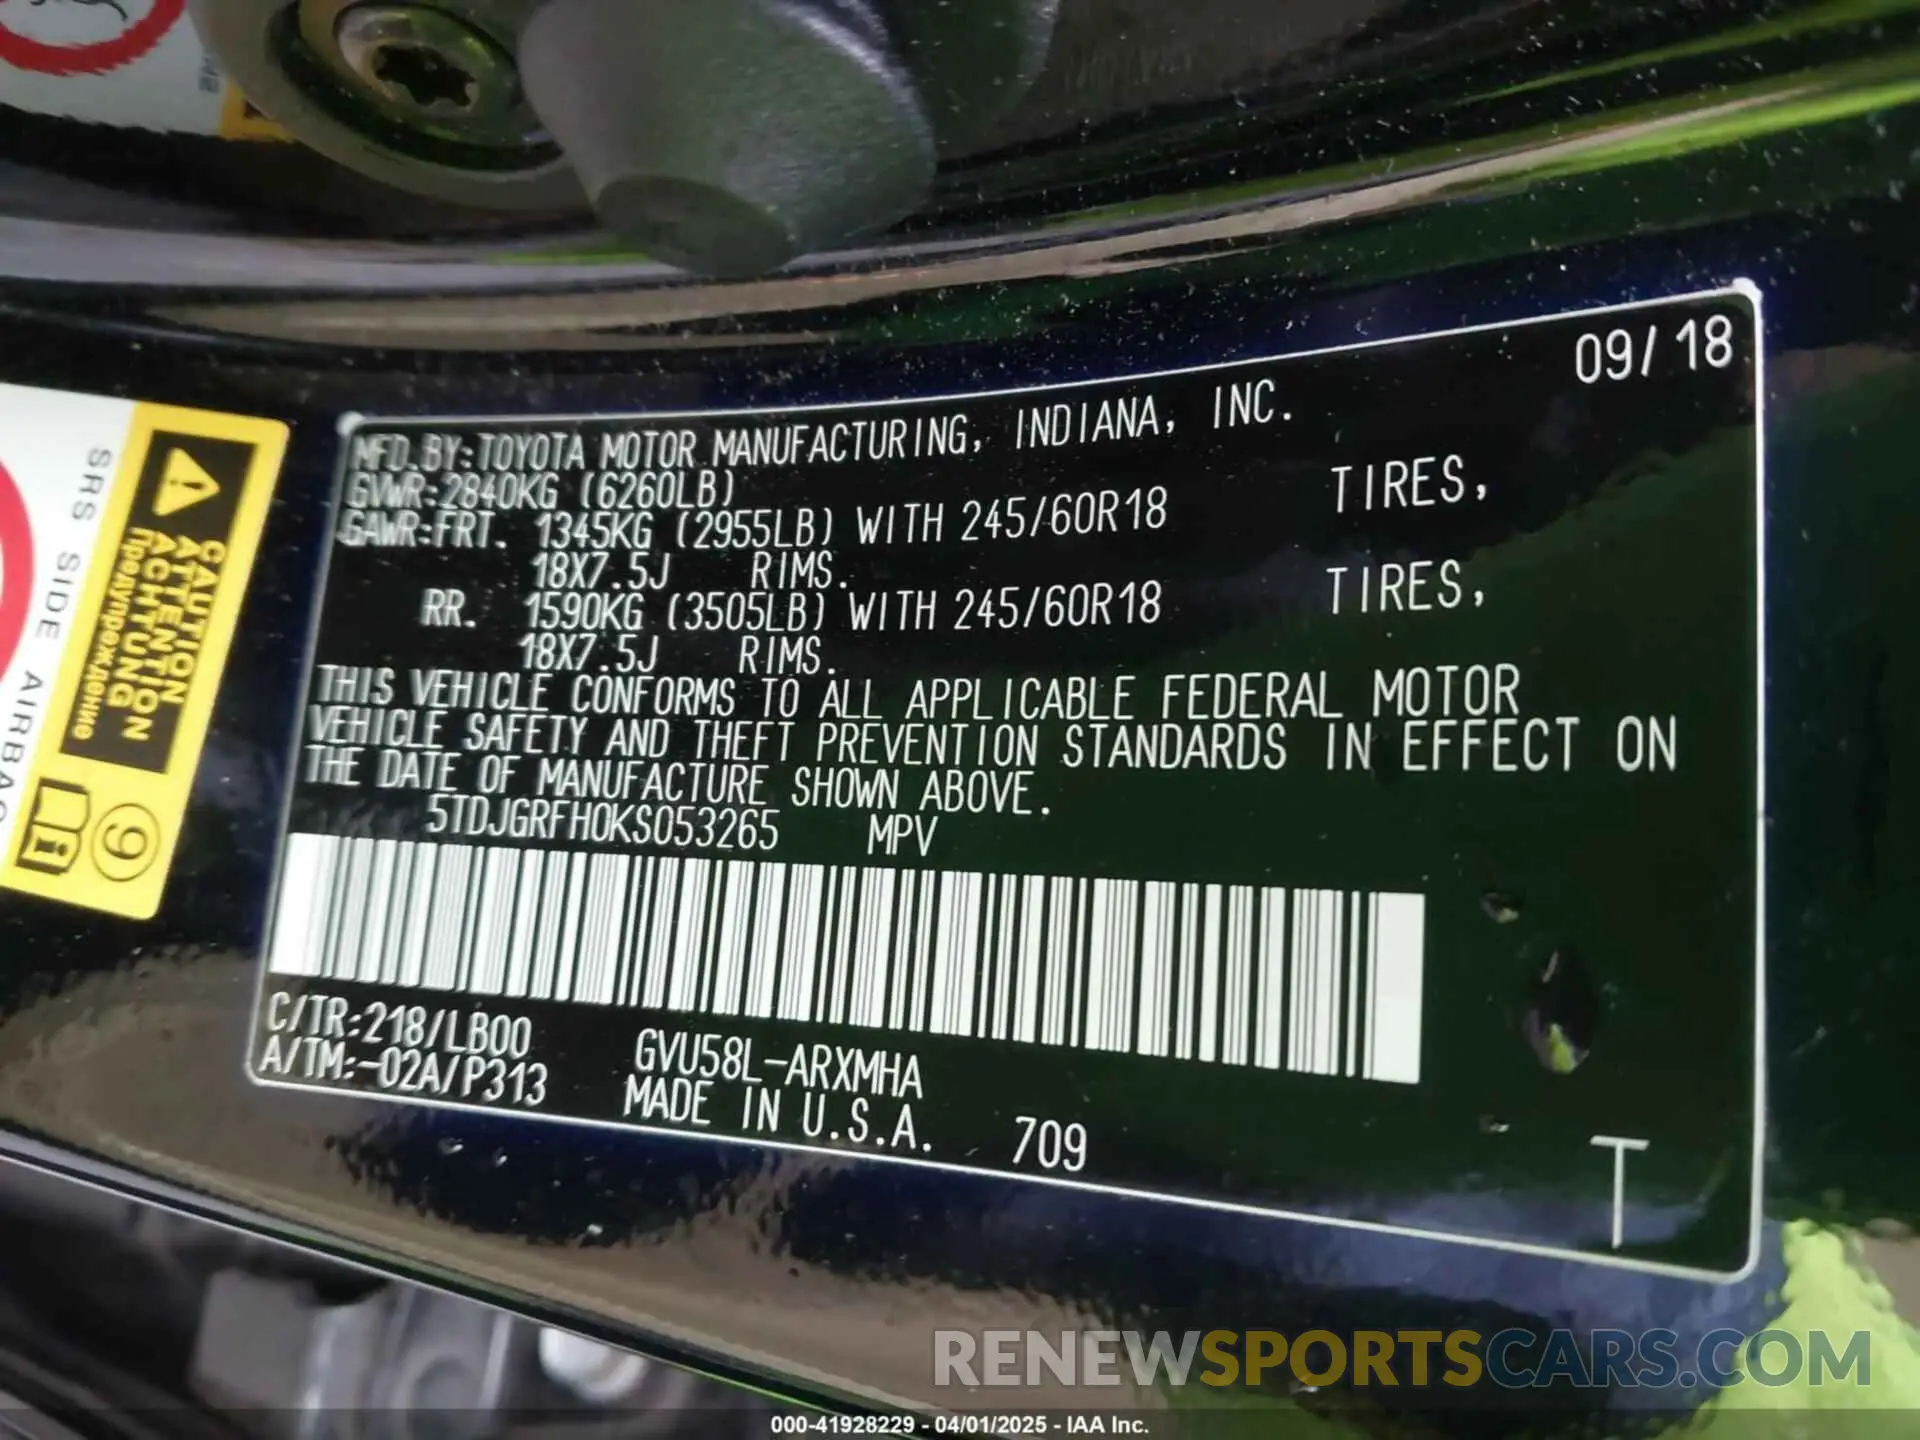 09/18
MFD.BY:TOYOTA MOTOR MANUFACTURING, INDIANA, INC.
GVWR:2840KG (6260LB)
GAWR:FRT. 1345KG (2955LB) WITH 245/60R18 TIRES,
18X7.5J RIMS.
RR. 1590KG (3505LB) WITH 245/60R18 TIRES,
18X7.5J RIMS.
THIS VEHICLE CONFORMS TO ALL APPLICABLE FEDERAL MOTOR
VEHICLE SAFETY AND THEFT PREVENTION STANDARDS IN EFFECT ON
THE DATE OF MANUFACTURE SHOWN ABOVE.
5TDJGRFH0KS053265 MPV
C/TR:218/LB00 GVU58L-ARXMHA
A/TM:-02A/P313 MADE IN U.S.A. 709
T
SRS SIDE AIRBAG
CAUTION
ATTENTION
ACHTUNG
Предупреждение
9
RENEWSPORTSCARS.COM
000-41928229 - 04/01/2025 - IAA Inc.